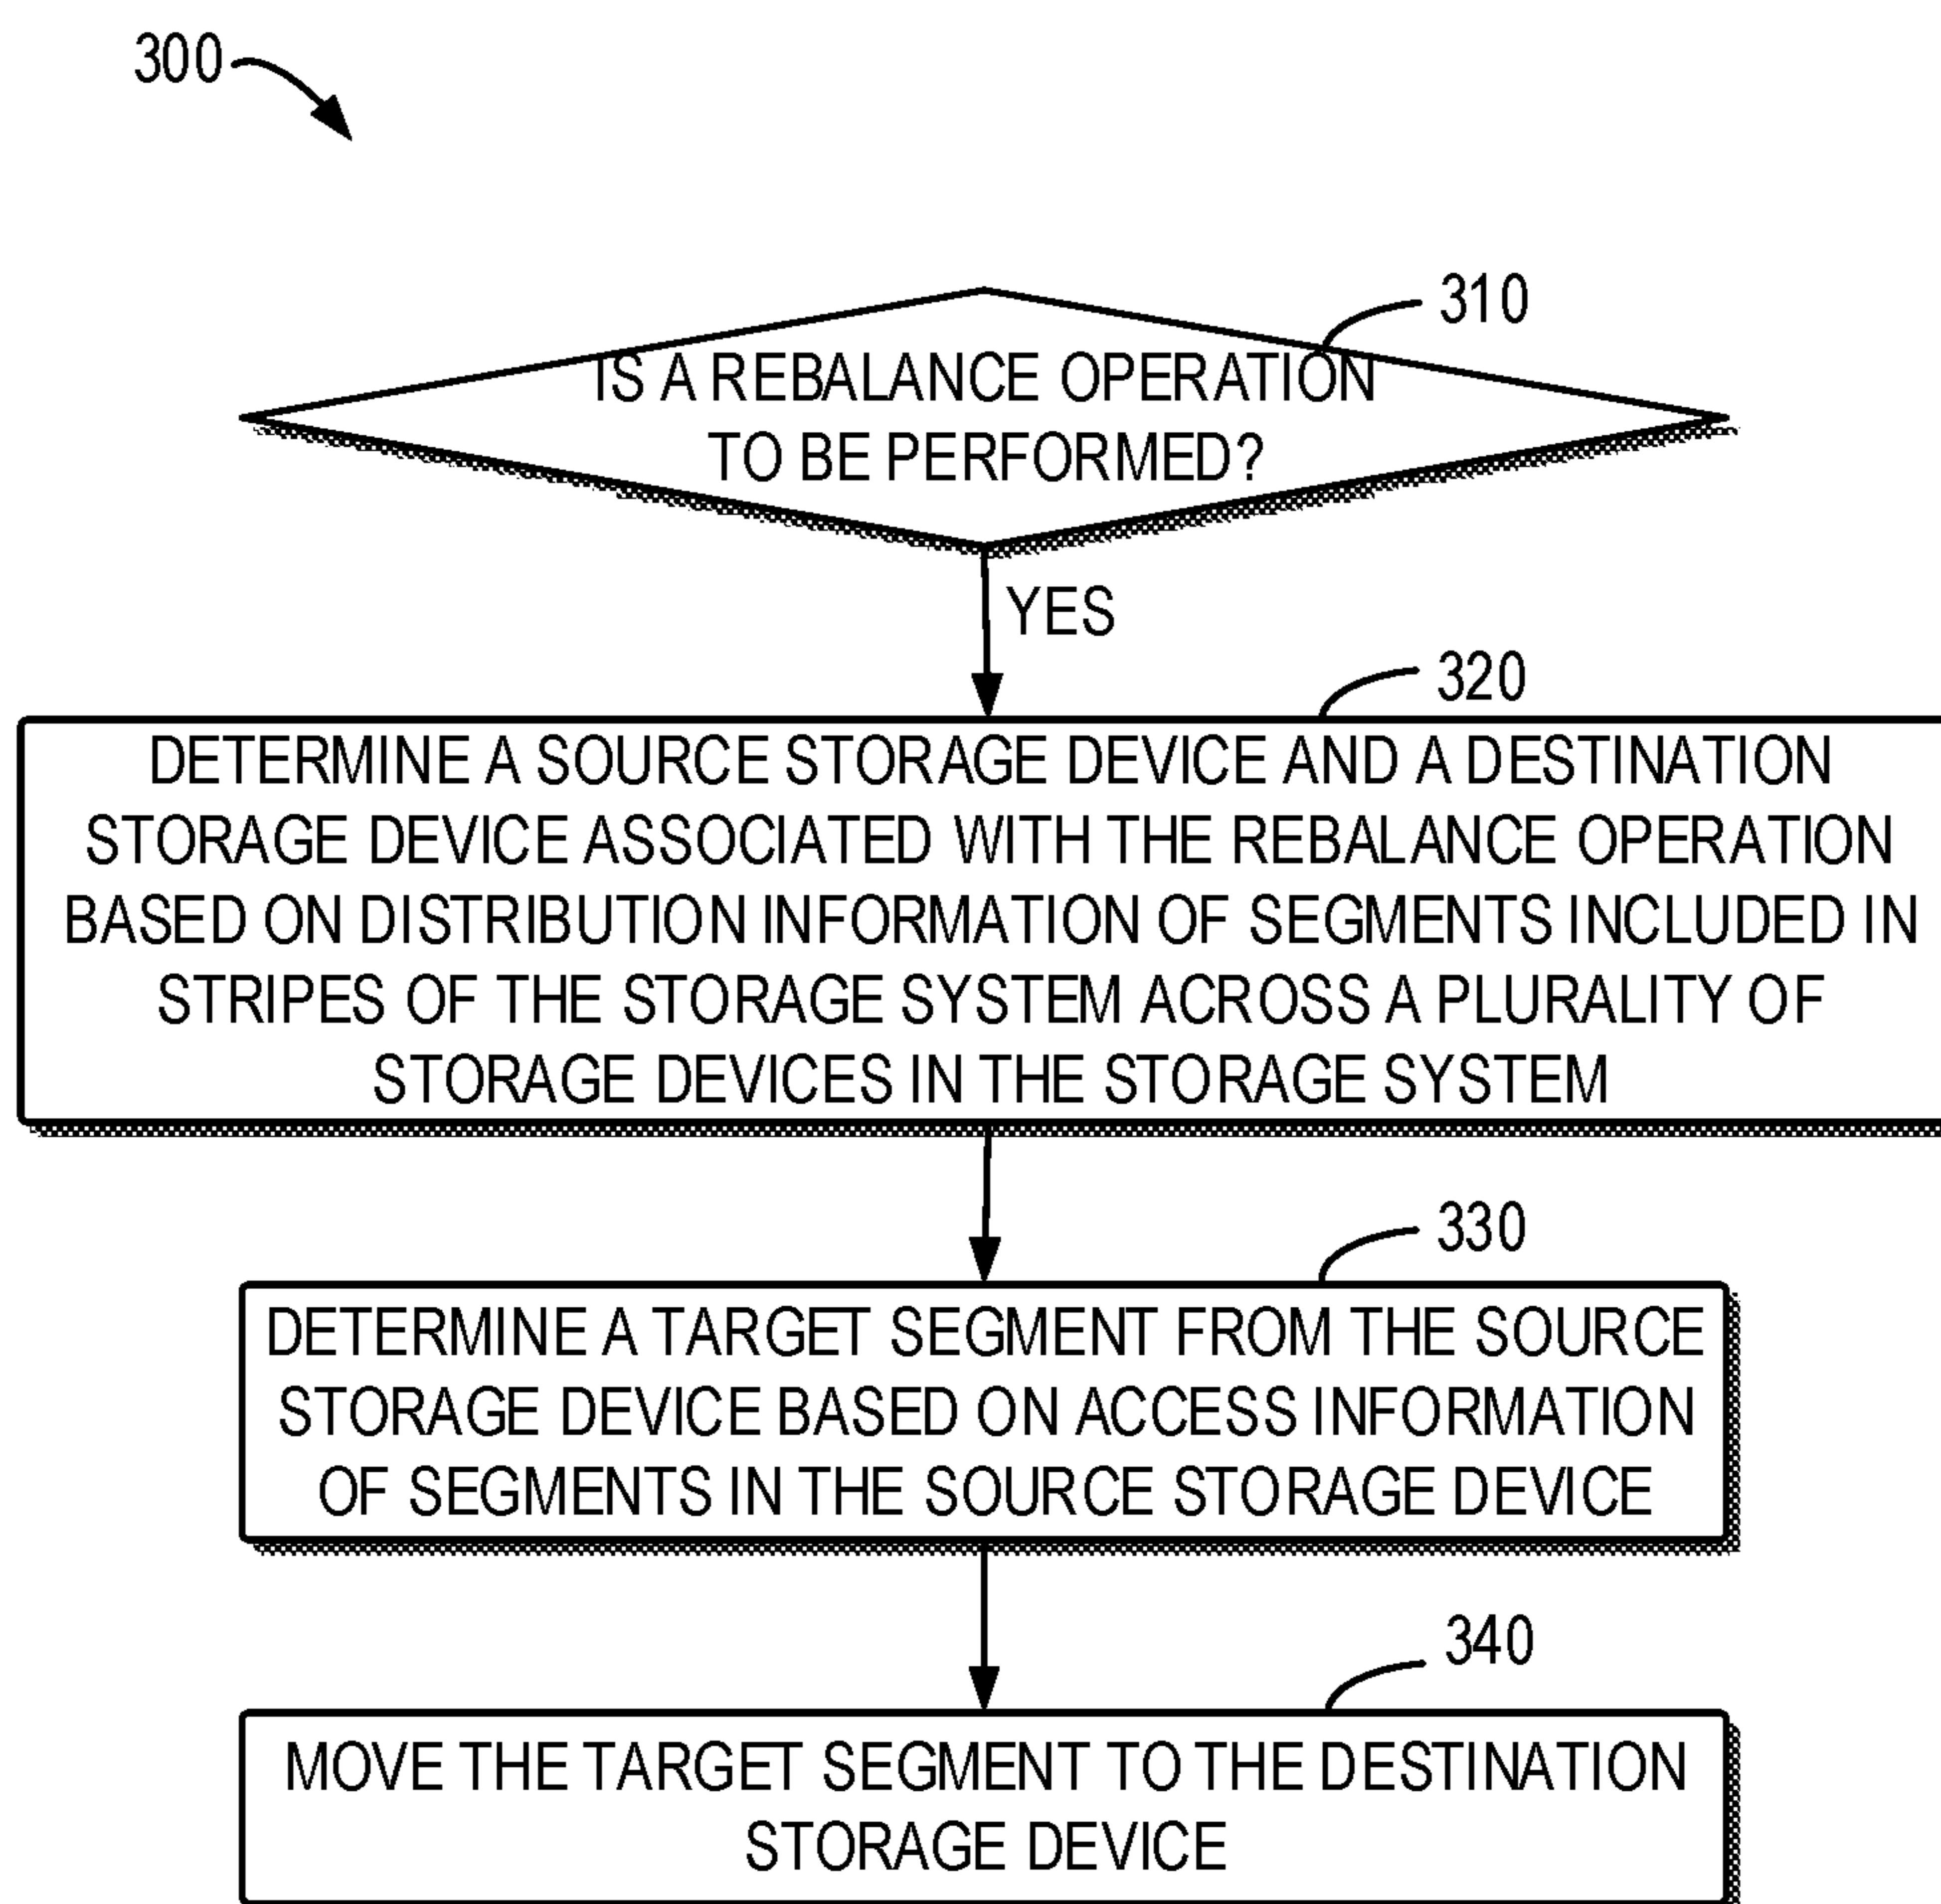 300
310
IS A REBALANCE OPERATION
TO BE PERFORMED?
YES
320
DETERMINE A SOURCE STORAGE DEVICE AND A DESTINATION
STORAGE DEVICE ASSOCIATED WITH THE REBALANCE OPERATION
BASED ON DISTRIBUTION INFORMATION OF SEGMENTS INCLUDED IN
STRIPES OF THE STORAGE SYSTEM ACROSS A PLURALITY OF
STORAGE DEVICES IN THE STORAGE SYSTEM
330
DETERMINE A TARGET SEGMENT FROM THE SOURCE
STORAGE DEVICE BASED ON ACCESS INFORMATION
OF SEGMENTS IN THE SOURCE STORAGE DEVICE
340
MOVE THE TARGET SEGMENT TO THE DESTINATION
STORAGE DEVICE